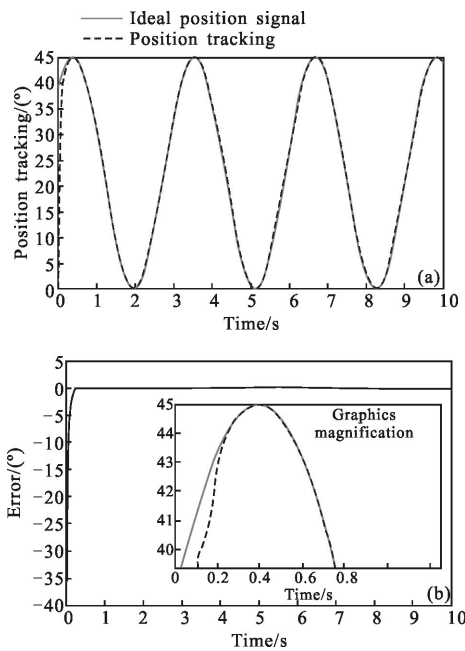 Ideal position signal
Position tracking
Position tracking/(°)
45
40
35
30
25
20
15
10
5
0
0 1 2 3 4 5 6 7 8 9 10
(a)
Time/s
Error/(°)
5
0
−5
−10
−15
−20
−25
−30
−35
−40
Graphics
magnification
45
44
43
42
41
40
0 0.2 0.4 0.6 0.8
Time/s
(b)
0 1 2 3 4 5 6 7 8 9 10
Time/s